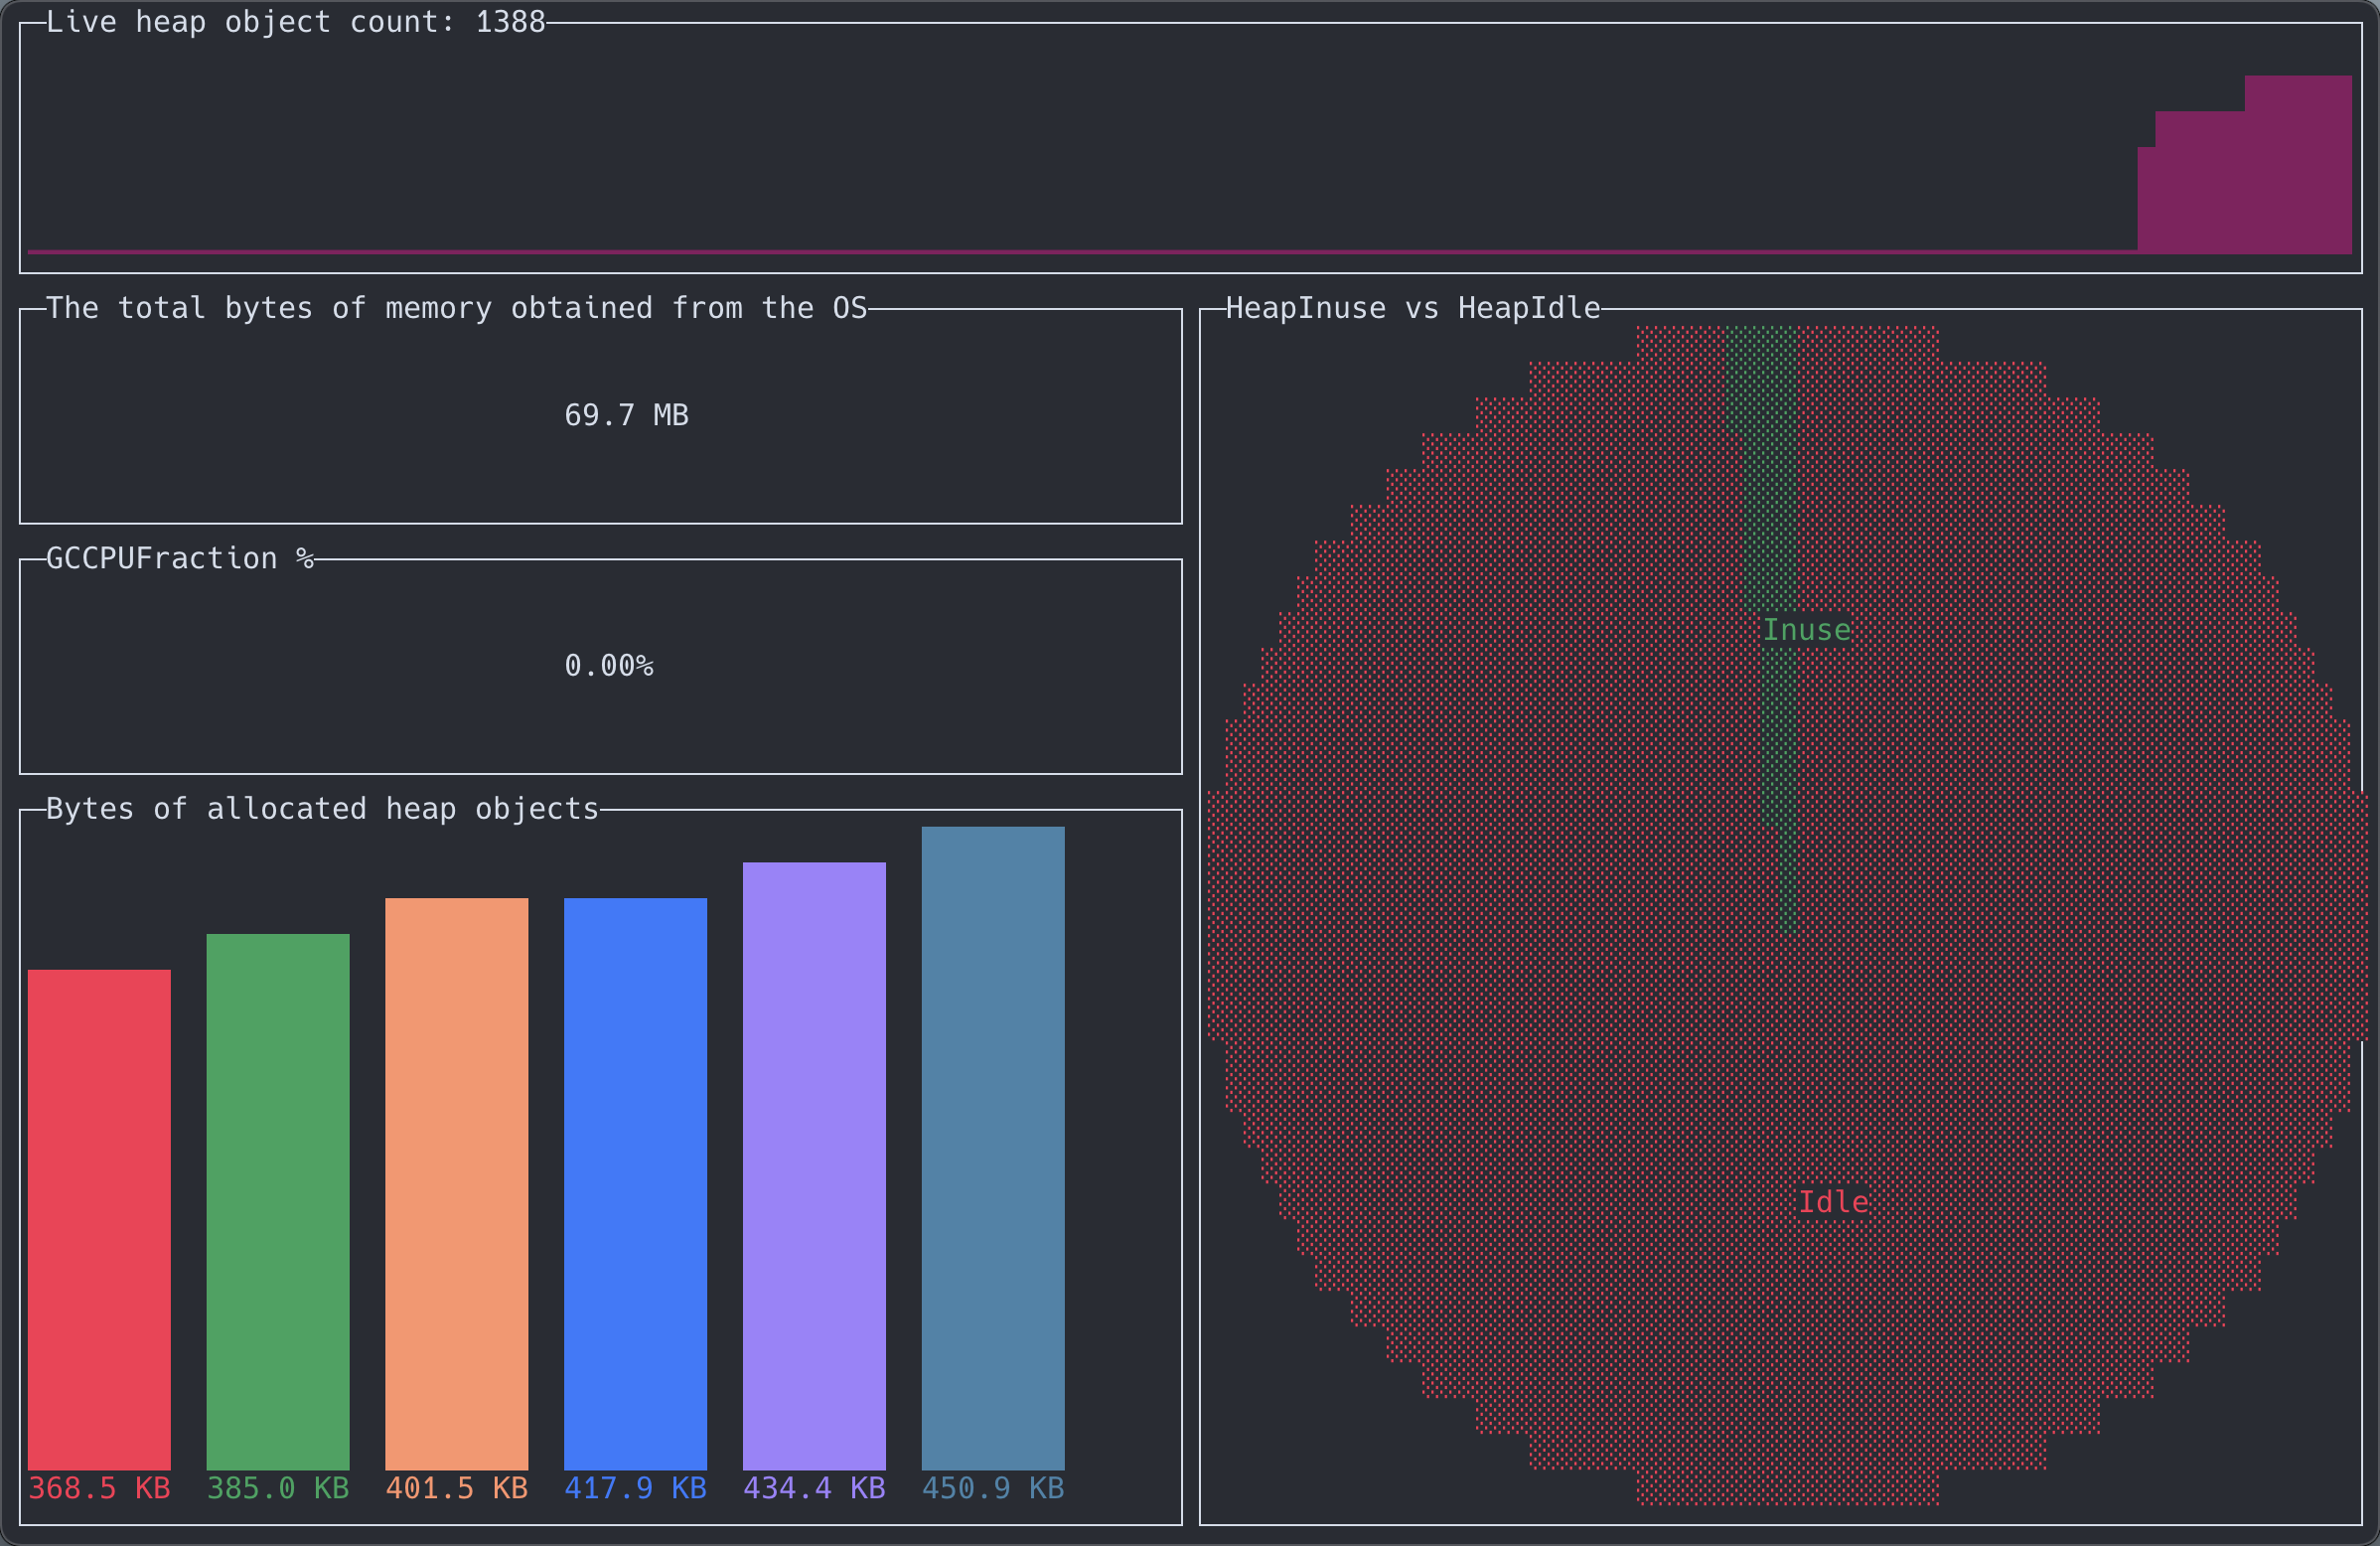 Live heap object count: 1388
The total bytes of memory obtained from the OS
69.7 MB
GCCPUFraction %
0.00%
Bytes of allocated heap objects
368.5 KB 385.0 KB 401.5 KB 417.9 KB 434.4 KB 450.9 KB
HeapInuse vs HeapIdle
Inuse
Idle